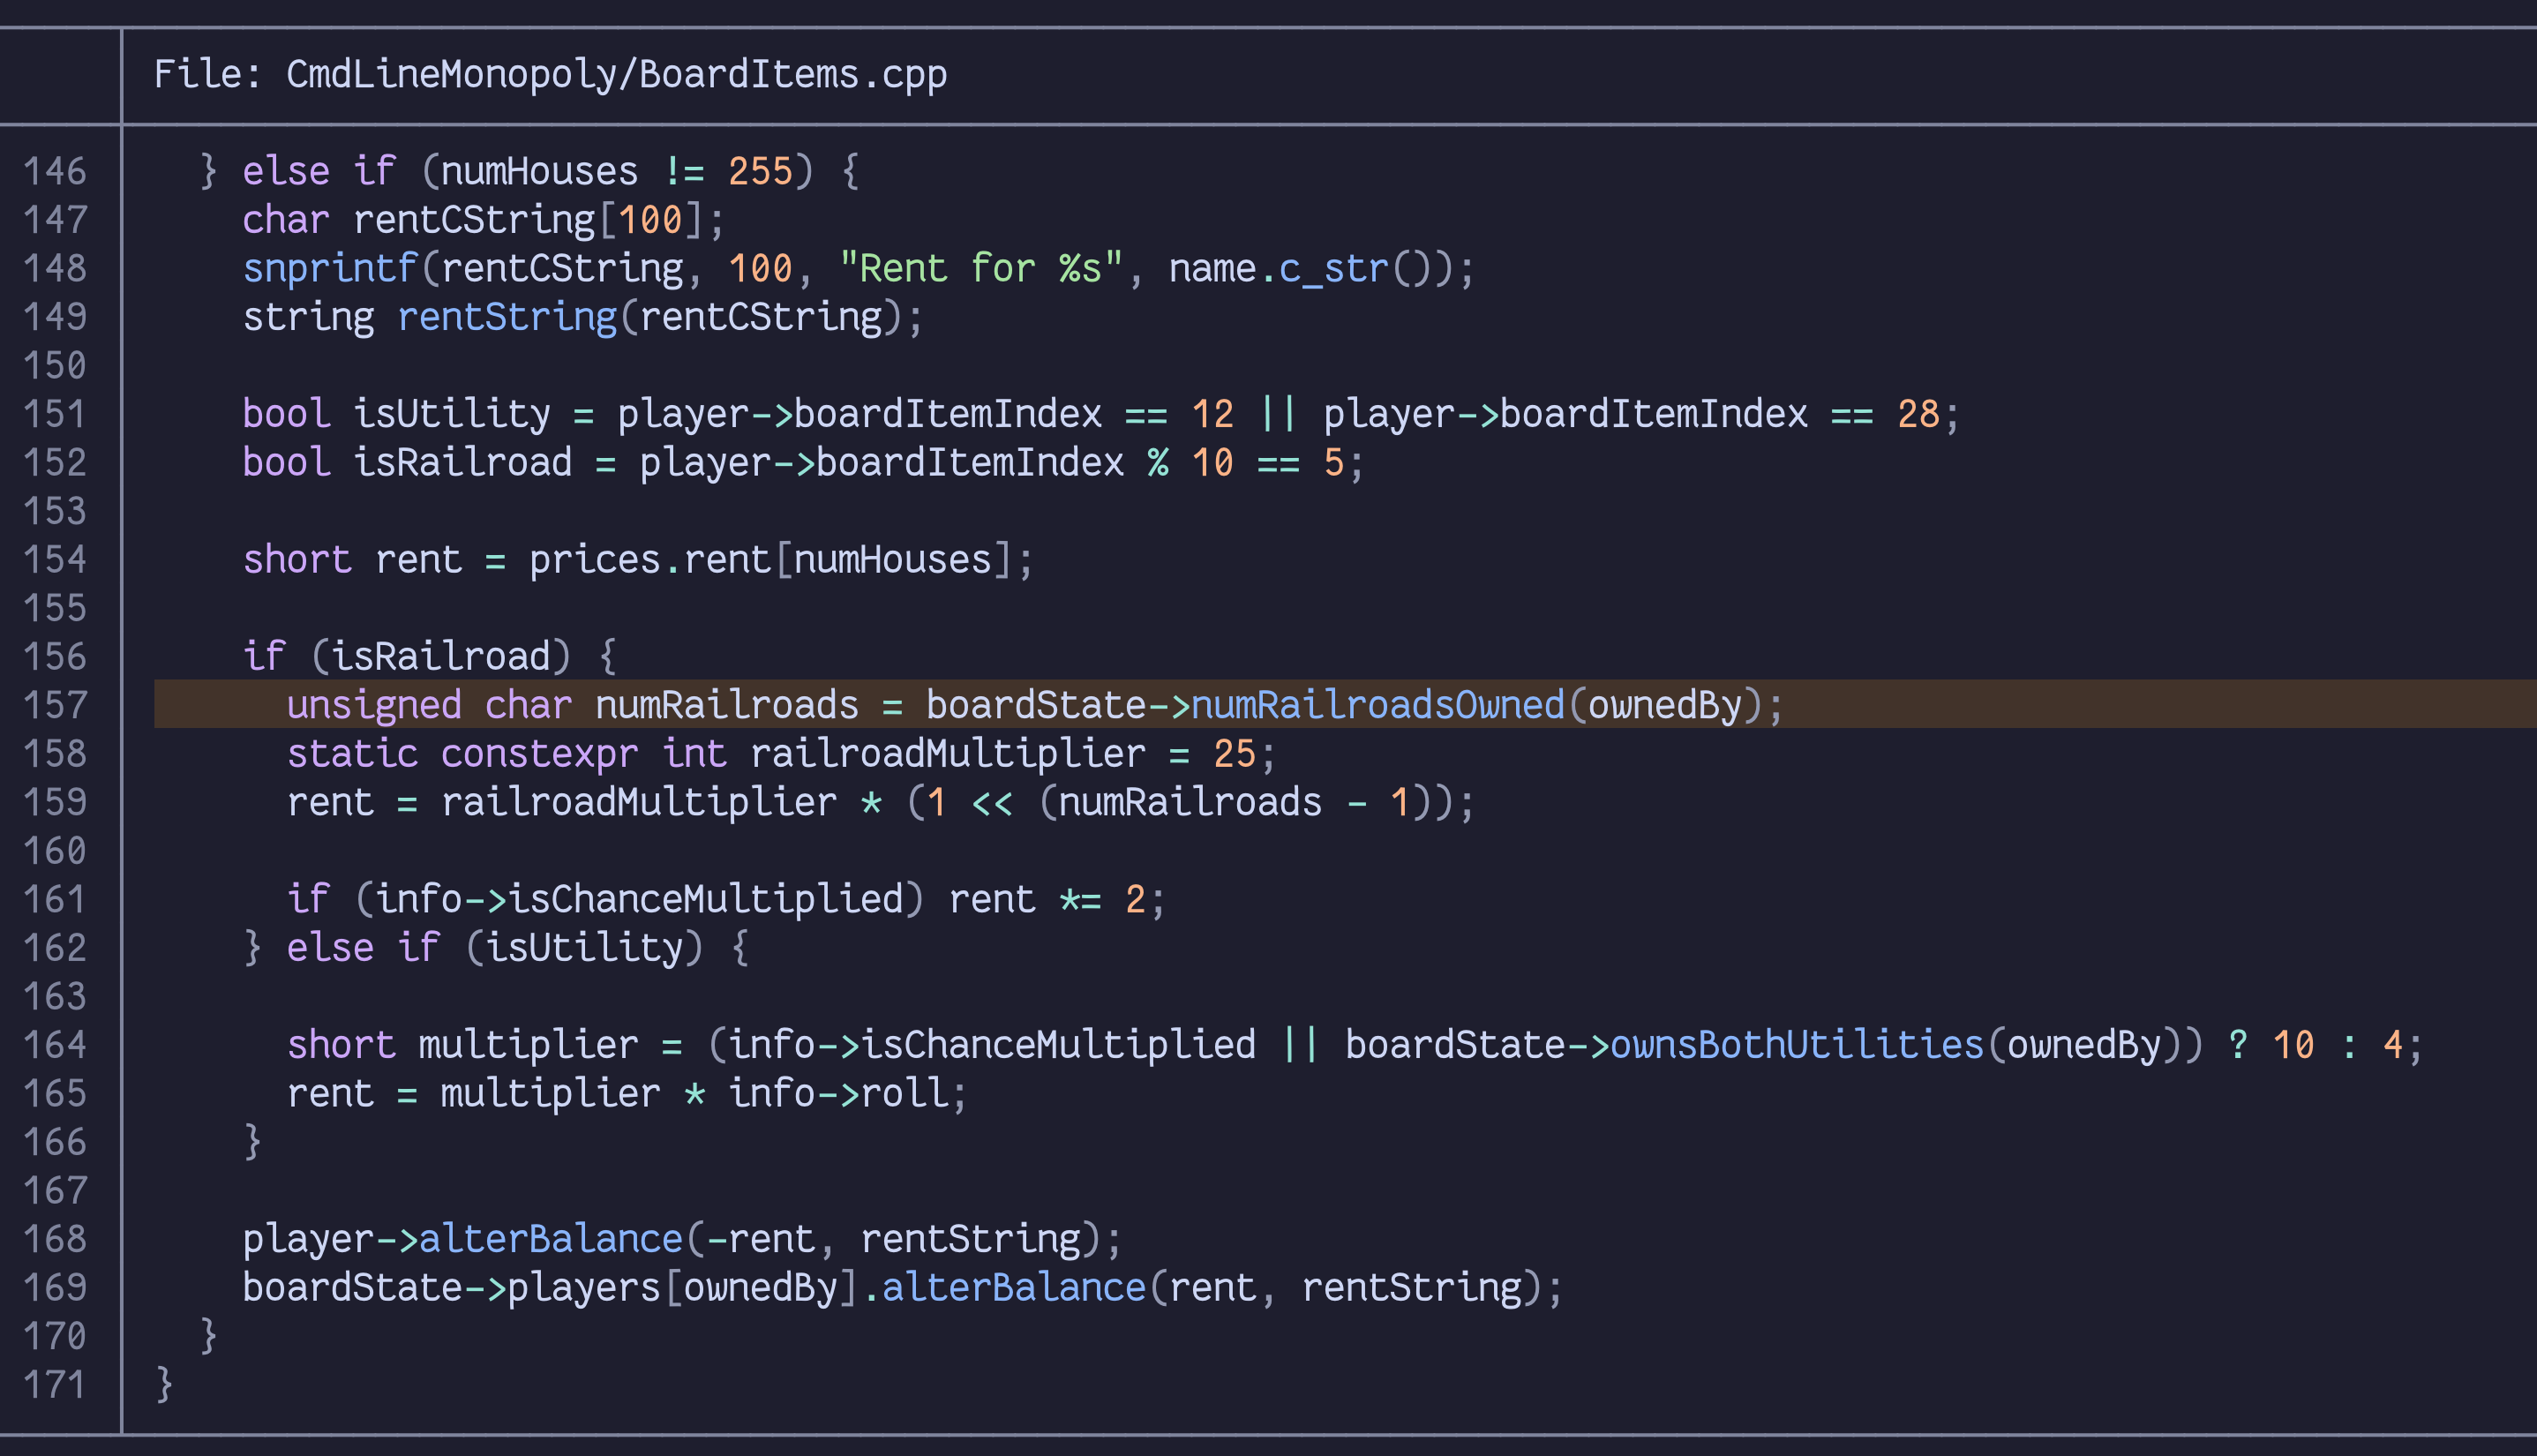 File: CmdLineMonopoly/BoardItems.cpp
146   } else if (numHouses != 255) {
147     char rentCString[100];
148     snprintf(rentCString, 100, "Rent for %s", name.c_str());
149     string rentString(rentCString);
150
151     bool isUtility = player->boardItemIndex == 12 || player->boardItemIndex == 28;
152     bool isRailroad = player->boardItemIndex % 10 == 5;
153
154     short rent = prices.rent[numHouses];
155
156     if (isRailroad) {
157       unsigned char numRailroads = boardState->numRailroadsOwned(ownedBy);
158       static constexpr int railroadMultiplier = 25;
159       rent = railroadMultiplier * (1 << (numRailroads - 1));
160
161       if (info->isChanceMultiplied) rent *= 2;
162     } else if (isUtility) {
163
164       short multiplier = (info->isChanceMultiplied || boardState->ownsBothUtilities(ownedBy)) ? 10 : 4;
165       rent = multiplier * info->roll;
166     }
167
168     player->alterBalance(-rent, rentString);
169     boardState->players[ownedBy].alterBalance(rent, rentString);
170   }
171 }